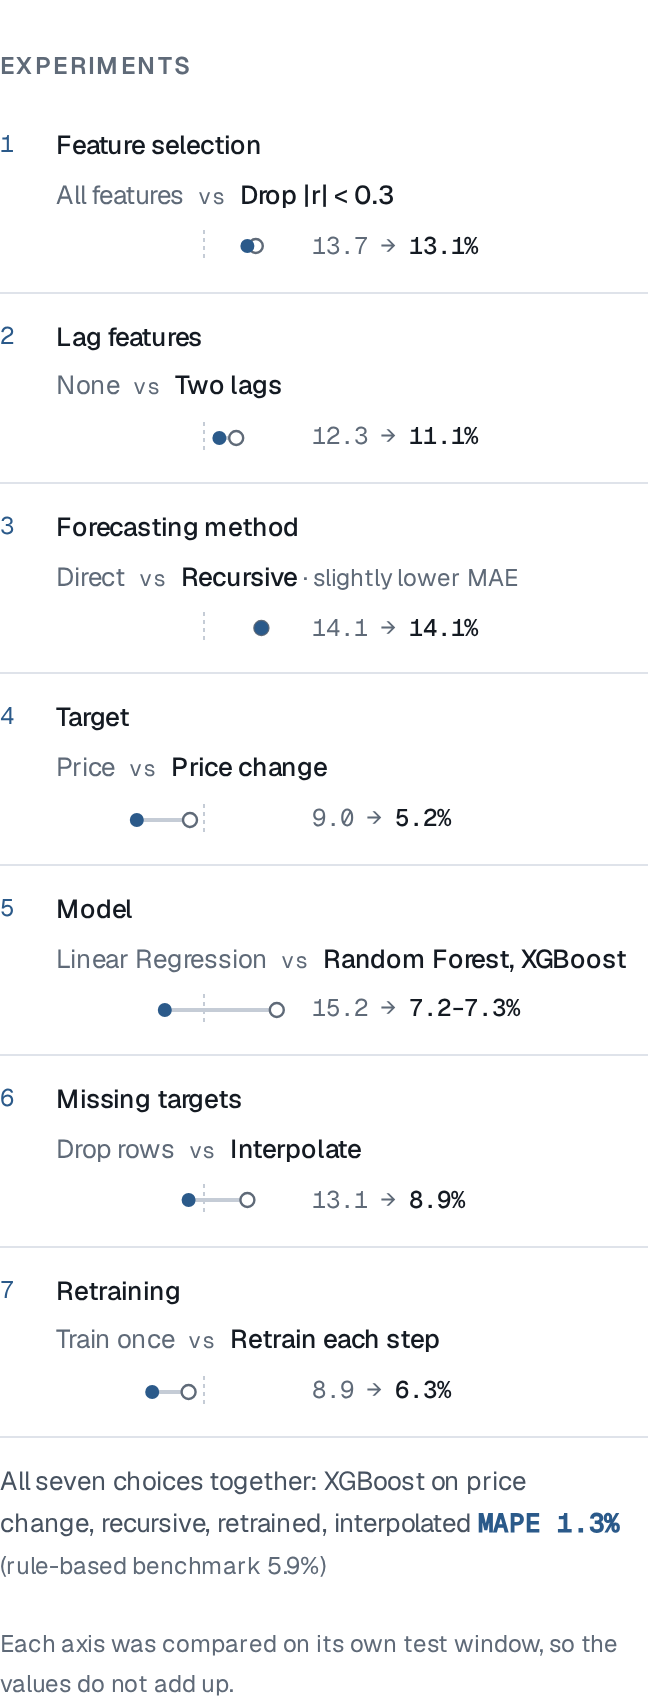 EXPERIMENTS
1 Feature selection
All features vs Drop |r| < 0.3
13.7 → 13.1%
2 Lag features
None vs Two lags
12.3 → 11.1%
3 Forecasting method
Direct vs Recursive · slightly lower MAE
14.1 → 14.1%
4 Target
Price vs Price change
9.0 → 5.2%
5 Model
Linear Regression vs Random Forest, XGBoost
15.2 → 7.2–7.3%
6 Missing targets
Drop rows vs Interpolate
13.1 → 8.9%
7 Retraining
Train once vs Retrain each step
8.9 → 6.3%
All seven choices together: XGBoost on price
change, recursive, retrained, interpolated MAPE 1.3%
(rule-based benchmark 5.9%)
Each axis was compared on its own test window, so the
values do not add up.